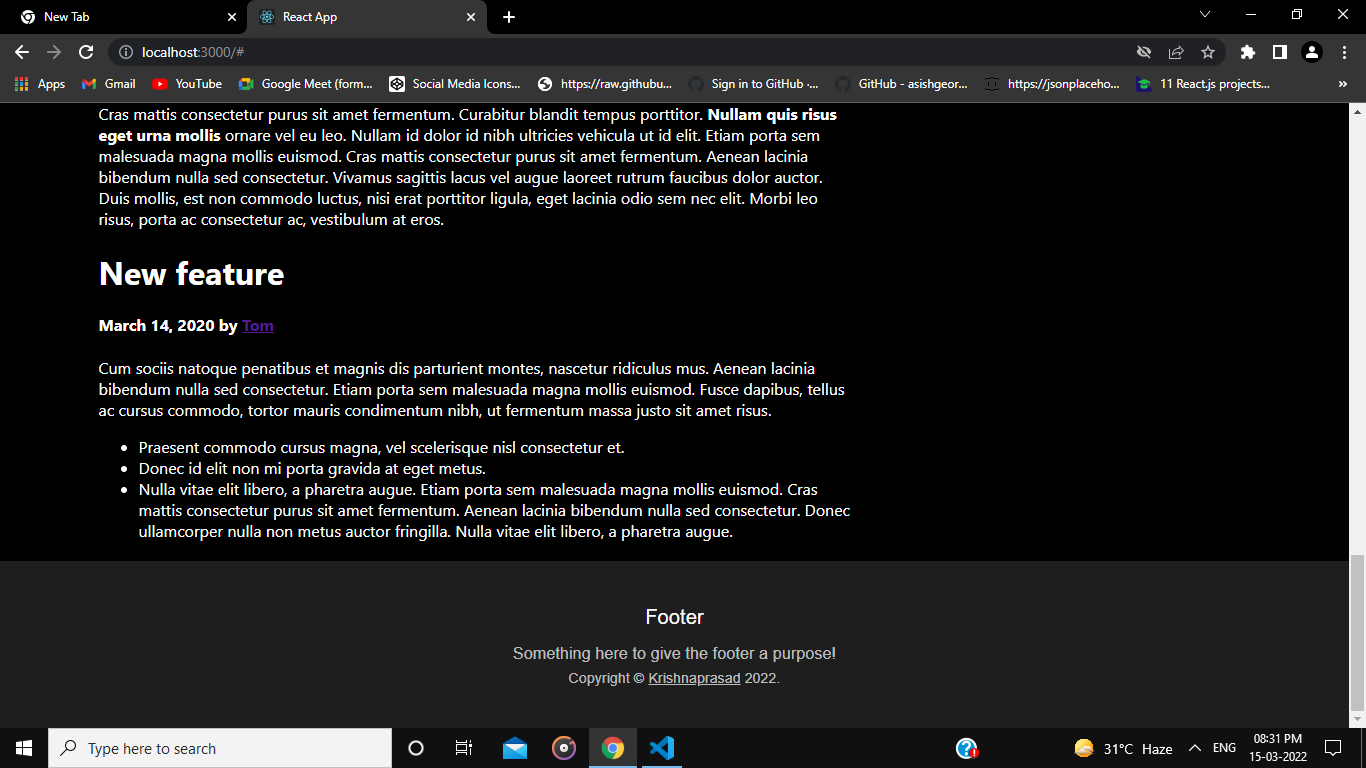 New Tab
React App
localhost:3000/#
Apps
Gmail
YouTube
Google Meet (form...
Social Media Icons...
https://raw.githubu...
Sign in to GitHub ·...
GitHub - asishgeor...
https://jsonplaceho...
11 React.js projects...
»
Cras mattis consectetur purus sit amet fermentum. Curabitur blandit tempus porttitor. Nullam quis risus
eget urna mollis ornare vel eu leo. Nullam id dolor id nibh ultricies vehicula ut id elit. Etiam porta sem
malesuada magna mollis euismod. Cras mattis consectetur purus sit amet fermentum. Aenean lacinia
bibendum nulla sed consectetur. Vivamus sagittis lacus vel augue laoreet rutrum faucibus dolor auctor.
Duis mollis, est non commodo luctus, nisi erat porttitor ligula, eget lacinia odio sem nec elit. Morbi leo
risus, porta ac consectetur ac, vestibulum at eros.
New feature
March 14, 2020 by Tom
Cum sociis natoque penatibus et magnis dis parturient montes, nascetur ridiculus mus. Aenean lacinia
bibendum nulla sed consectetur. Etiam porta sem malesuada magna mollis euismod. Fusce dapibus, tellus
ac cursus commodo, tortor mauris condimentum nibh, ut fermentum massa justo sit amet risus.
• Praesent commodo cursus magna, vel scelerisque nisl consectetur et.
• Donec id elit non mi porta gravida at eget metus.
• Nulla vitae elit libero, a pharetra augue. Etiam porta sem malesuada magna mollis euismod. Cras
mattis consectetur purus sit amet fermentum. Aenean lacinia bibendum nulla sed consectetur. Donec
ullamcorper nulla non metus auctor fringilla. Nulla vitae elit libero, a pharetra augue.
Footer
Something here to give the footer a purpose!
Copyright © Krishnaprasad 2022.
Type here to search
31°C Haze
ENG
08:31 PM
15-03-2022